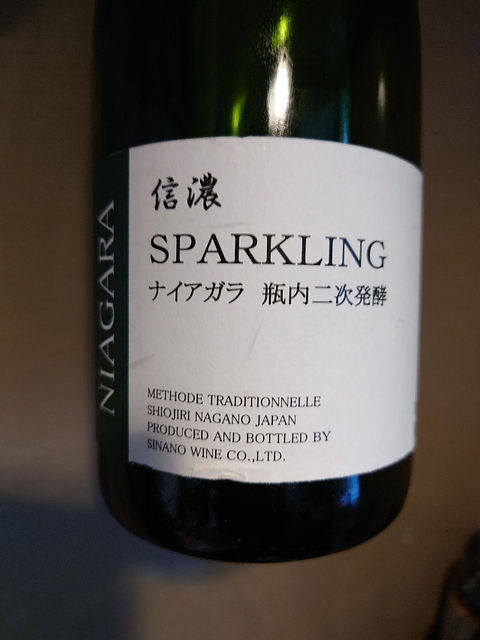 NIAGARA
信濃
SPARKLING
ナイアガラ 瓶内二次発酵
METHODE TRADITIONNELLE
SHIOJIRI NAGANO JAPAN
PRODUCED AND BOTTLED BY
SINANO WINE CO.,LTD.